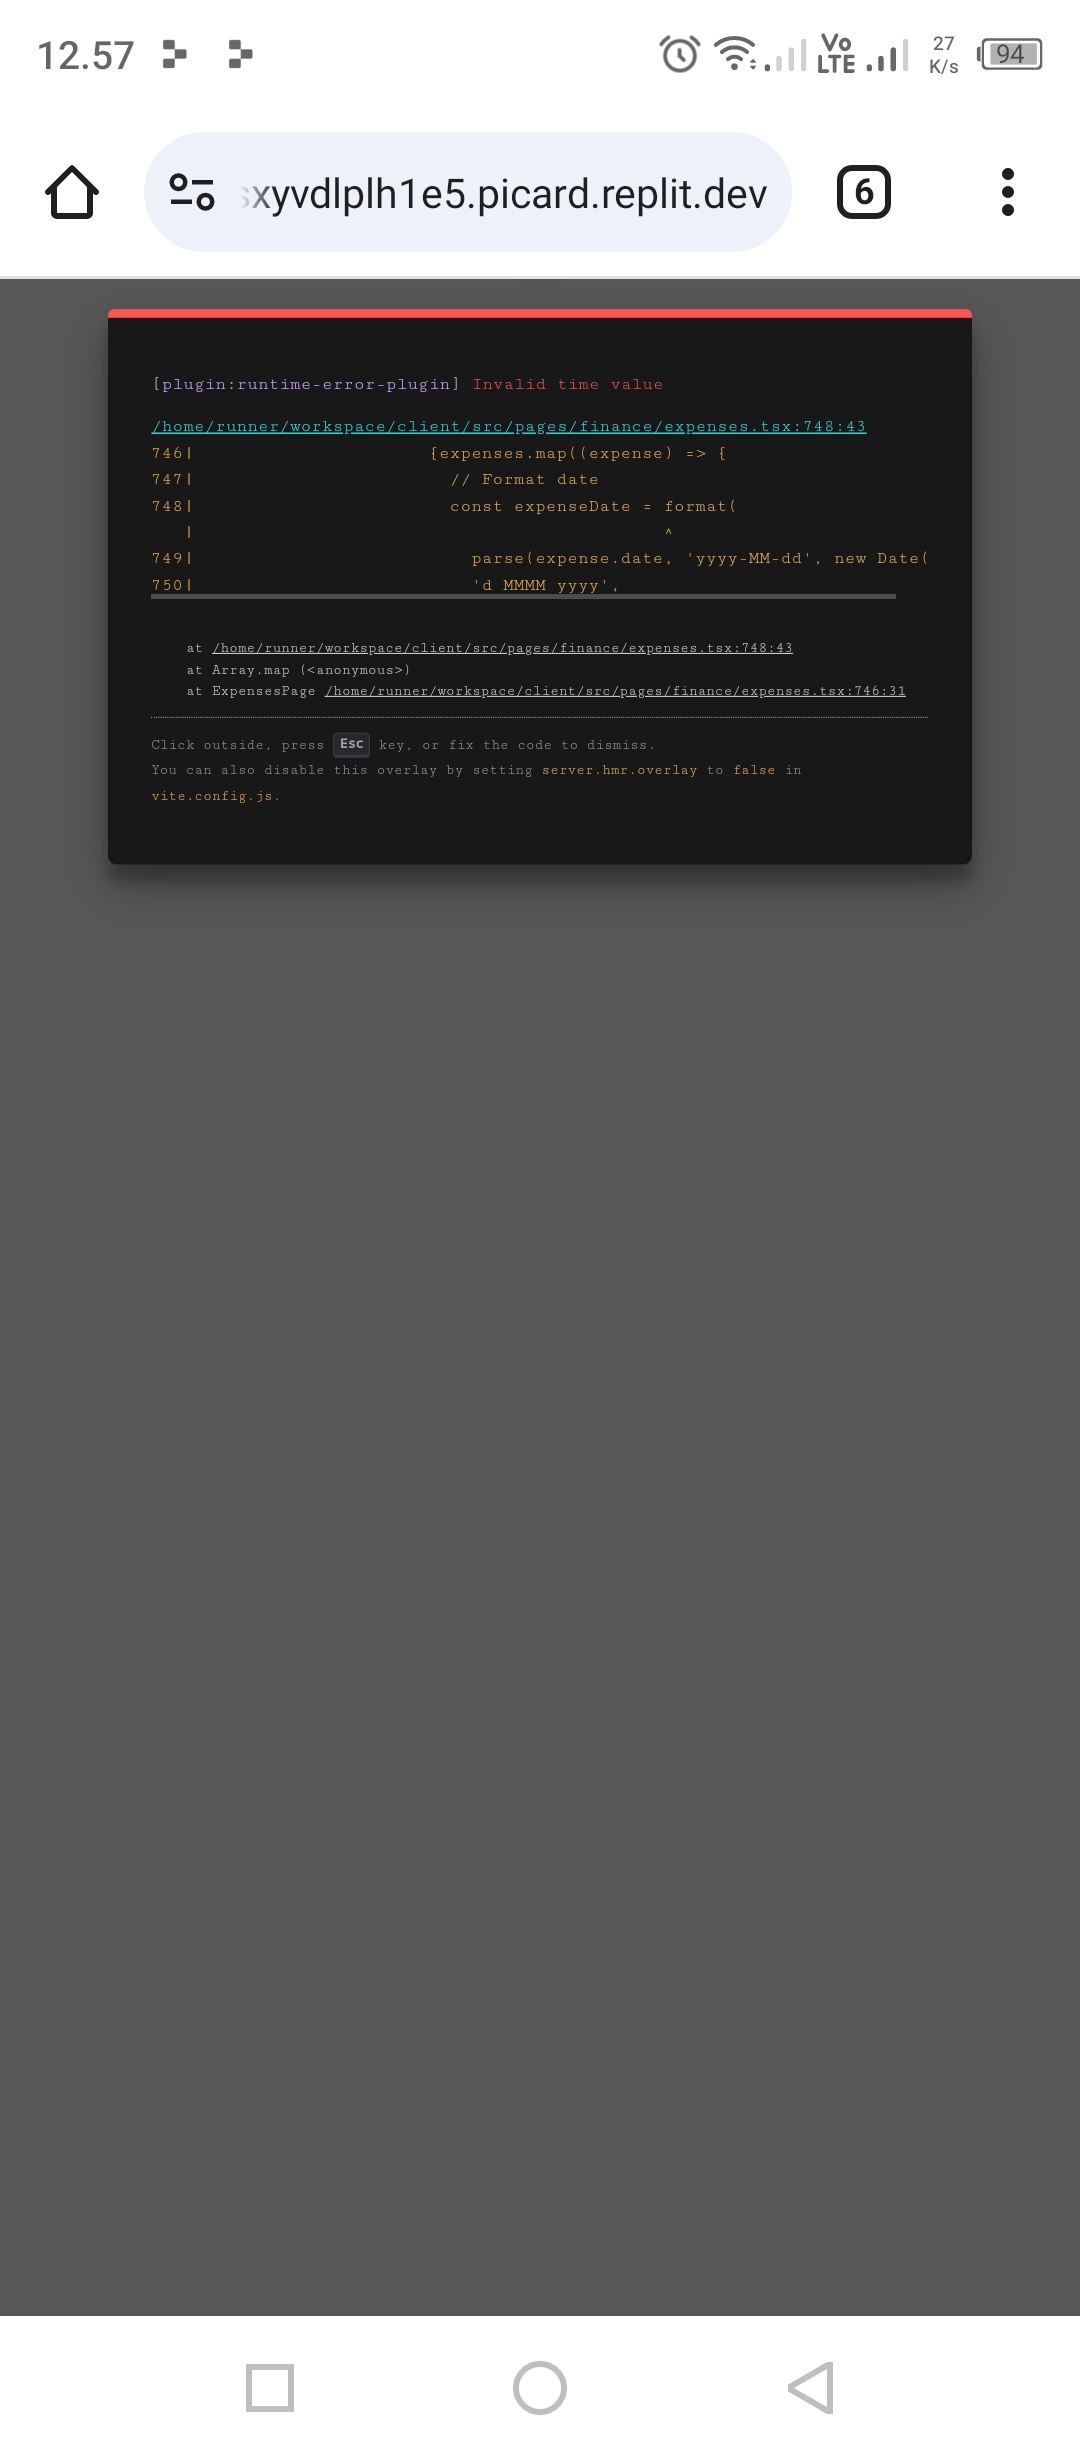 12.57
Vo
LTE
27
K/s
94
xyvdlplh1e5.picard.replit.dev
6
[plugin:runtime-error-plugin] Invalid time value
/home/runner/workspace/client/src/pages/finance/expenses.tsx:748:43
746| {expenses.map((expense) => {
747| // Format date
748| const expenseDate = format(
| ^
749| parse(expense.date, 'yyyy-MM-dd', new Date(
750| 'd MMMM yyyy',
at /home/runner/workspace/client/src/pages/finance/expenses.tsx:748:43
at Array.map (<anonymous>)
at ExpensesPage /home/runner/workspace/client/src/pages/finance/expenses.tsx:746:31
Click outside, press Esc key, or fix the code to dismiss.
You can also disable this overlay by setting server.hmr.overlay to false in
vite.config.js.